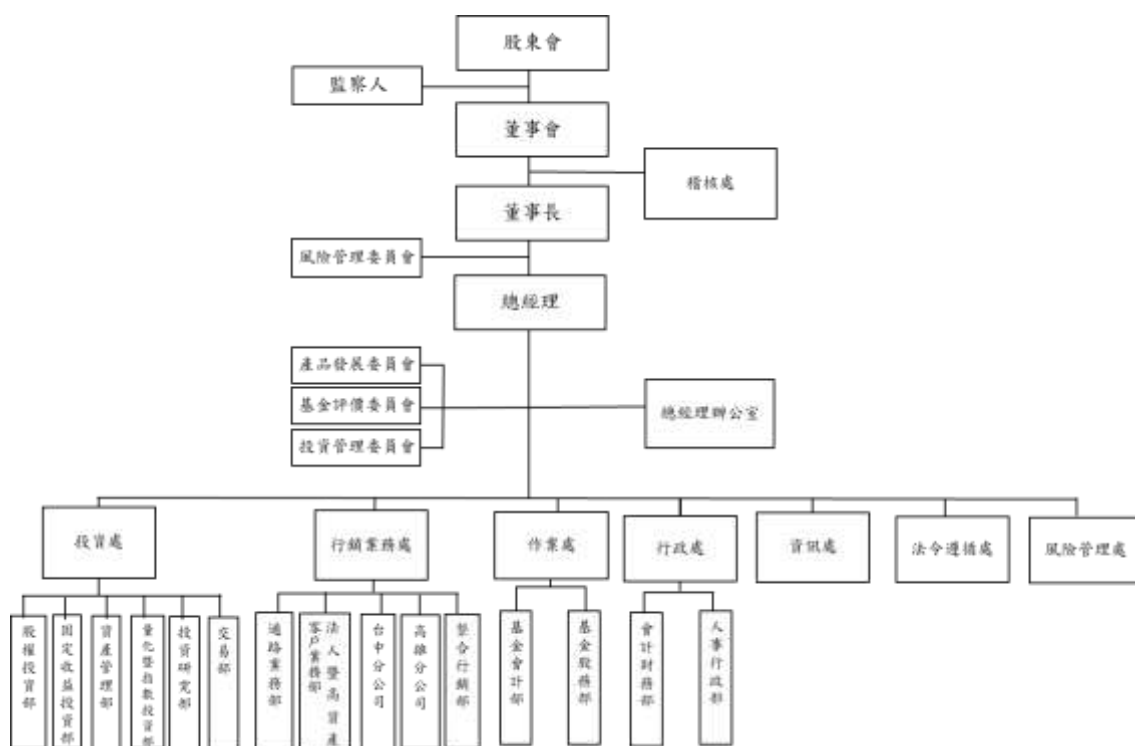 股東會
監察人
董事會
稽核處
董事長
風險管理委員會
總經理
產品發展委員會
基金評價委員會
總經理辦公室
投資管理委員會
投資處
行銷業務處
作業處
行政處
資訊處
法令遵循處
風險管理處
股權投資部
固定收益投資部
資產管理部
量化暨指數投資部
投資研究部
交易部
通路業務部
法人暨高資產
客戶業務部
台中分公司
高雄分公司
整合行銷部
基金會計部
基金股務部
會計財務部
人事行政部